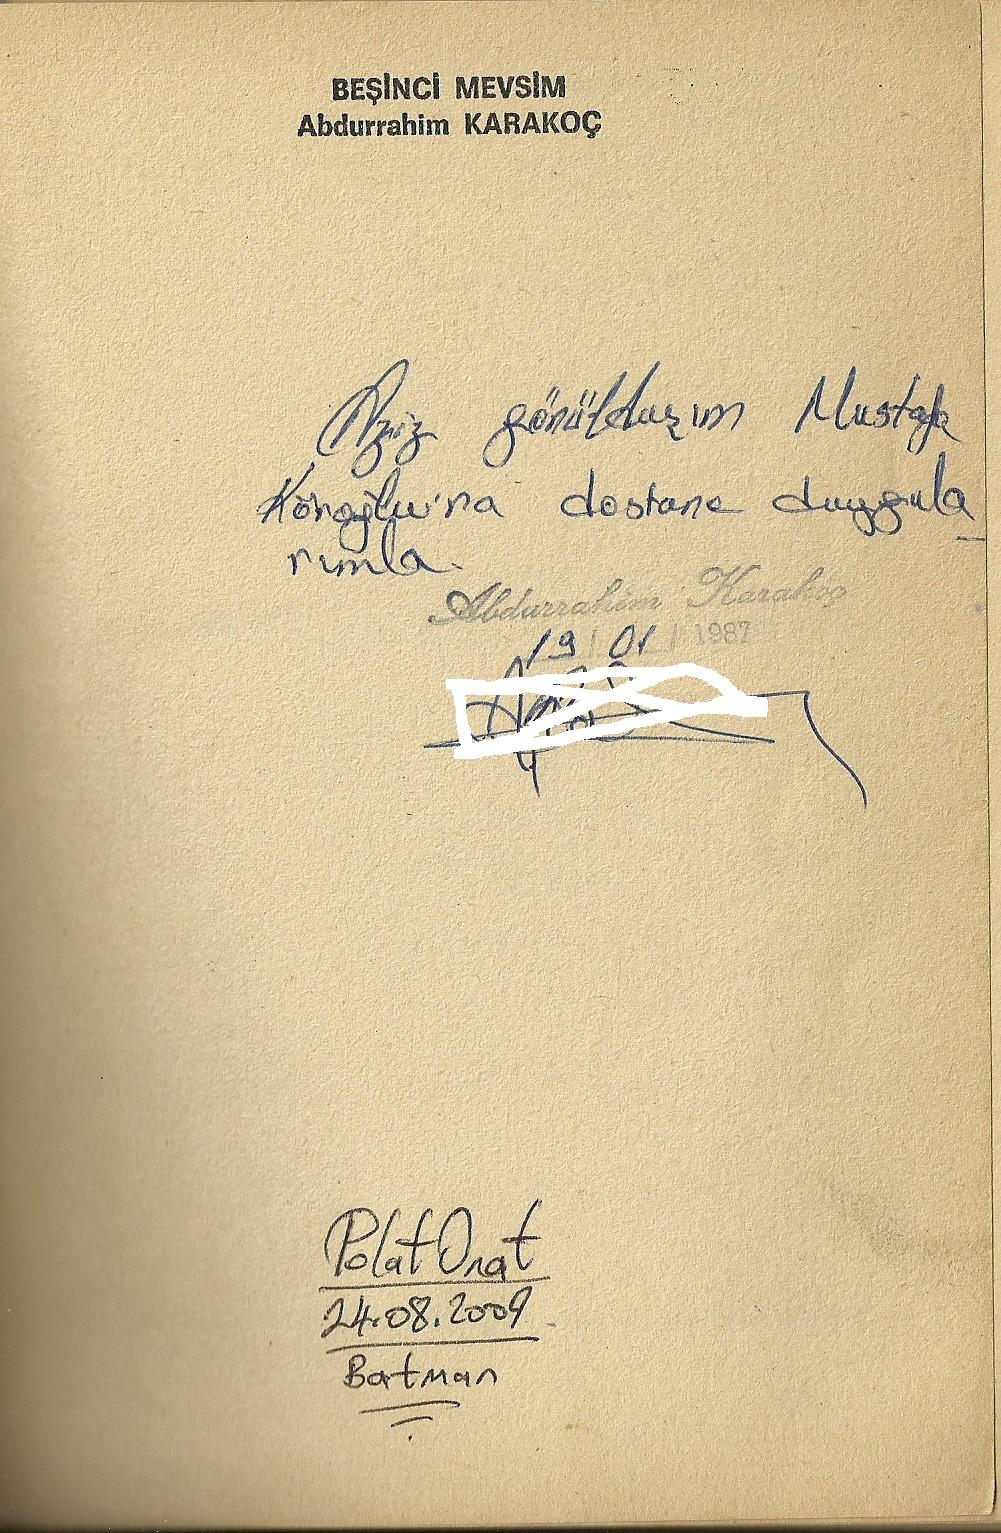 BEŞİNCİ MEVSİM
Abdurrahim KARAKOÇ
Aziz gönüldaşım Mustafa
Köroğlu'na dostane duygula
rımla.
Abdurrahim Karakoç
19 / 01 / 1987
Polat Onat
24.08.2009
Batman